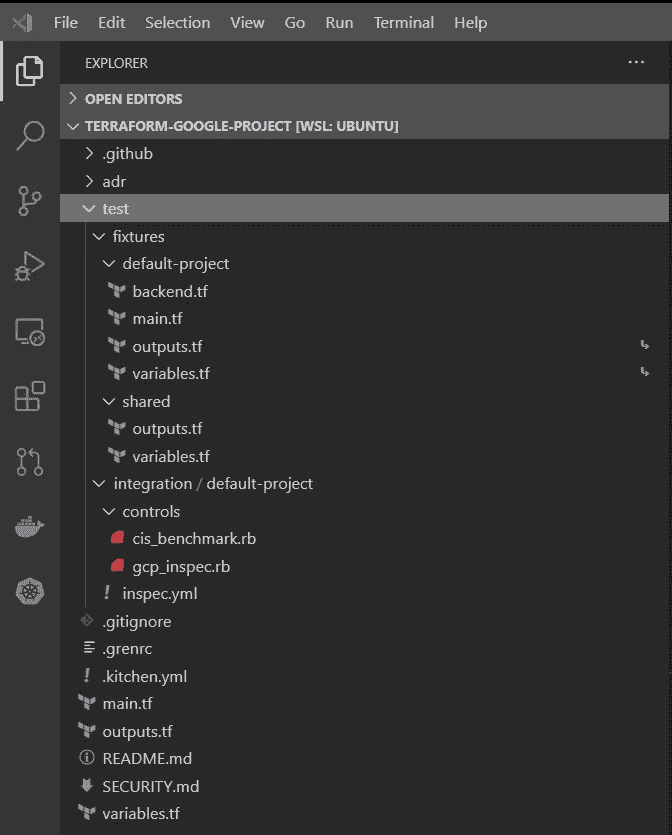 File Edit Selection View Go Run Terminal Help
EXPLORER
OPEN EDITORS
TERRAFORM-GOOGLE-PROJECT [WSL: UBUNTU]
.github
adr
test
fixtures
default-project
backend.tf
main.tf
outputs.tf
variables.tf
shared
outputs.tf
variables.tf
integration / default-project
controls
cis_benchmark.rb
gcp_inspec.rb
inspec.yml
.gitignore
.grenrc
.kitchen.yml
main.tf
outputs.tf
README.md
SECURITY.md
variables.tf